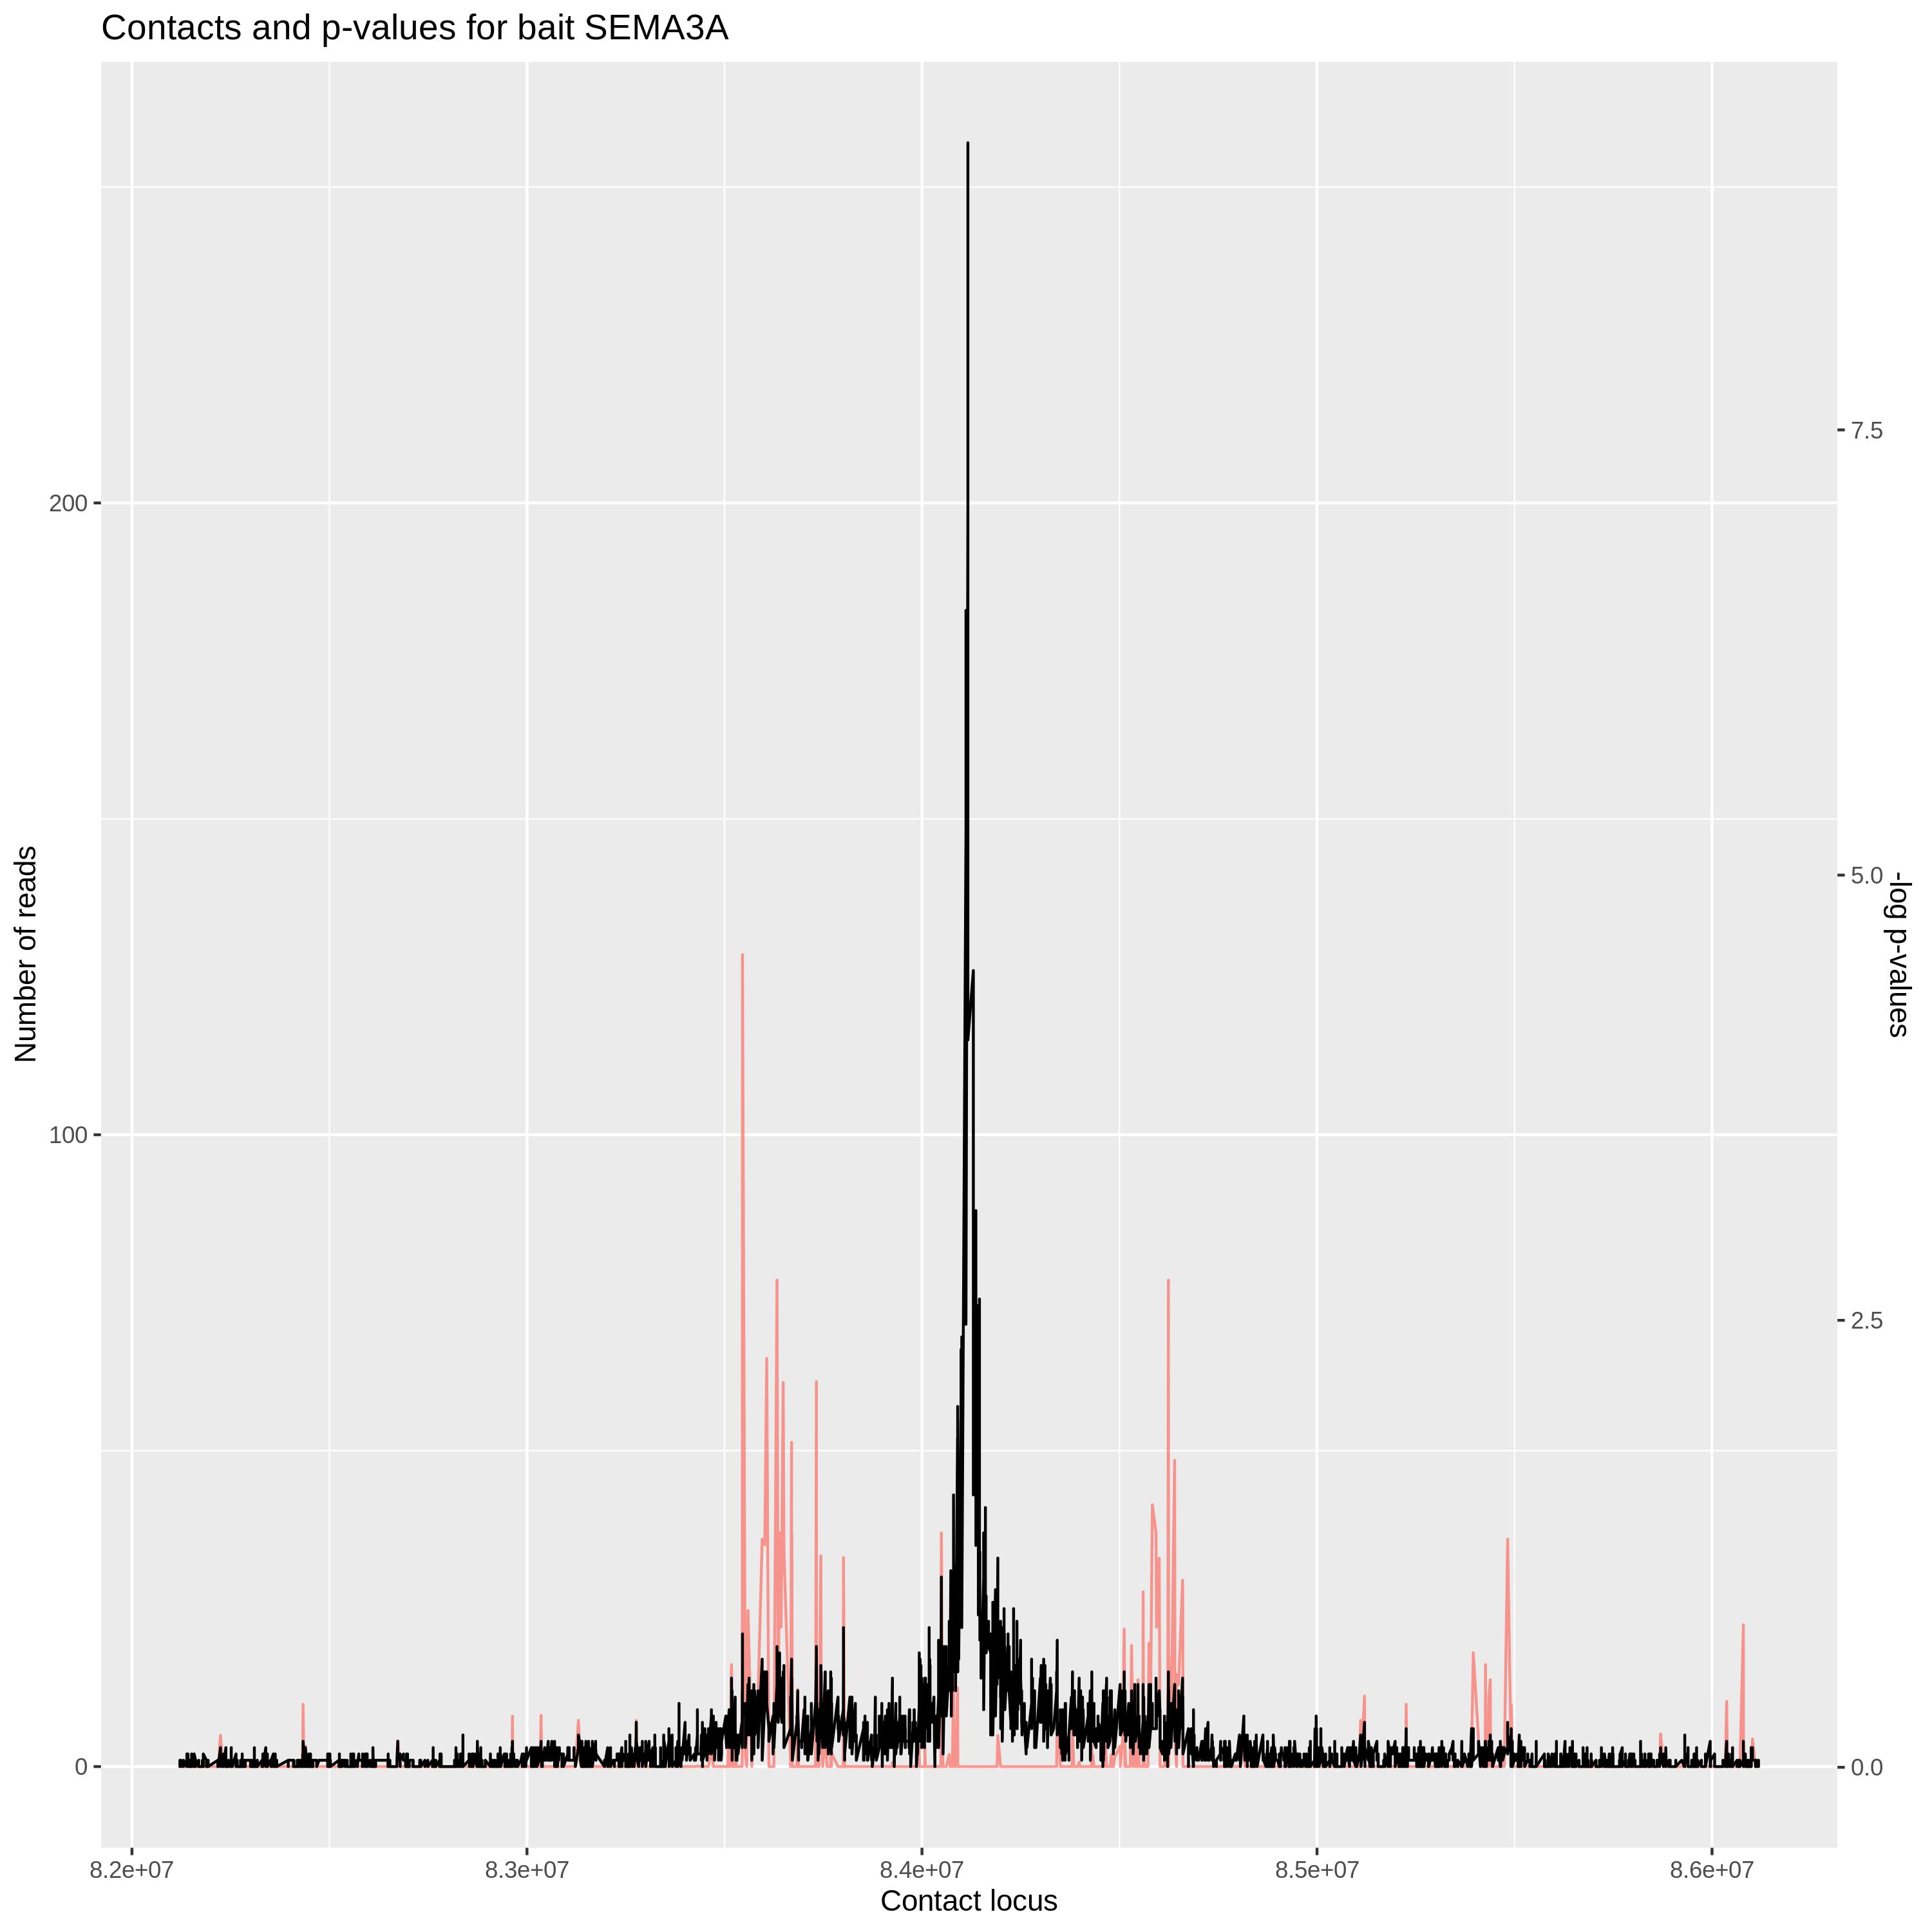 Contacts and p-values for bait SEMA3A
Number of reads
200
100
0
7.5
5.0
2.5
0.0
-log p-values
8.2e+07 8.3e+07 8.4e+07 8.5e+07 8.6e+07
Contact locus